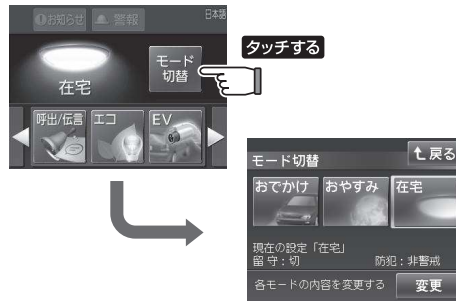 お知らせ 警報 日本語
モード
切替
タッチする
在宅
呼出/伝言 エコ EV
モード切替 戻る
おでかけ おやすみ 在宅
現在の設定「在宅」
留守:切 防犯:非警戒
各モードの内容を変更する 変更